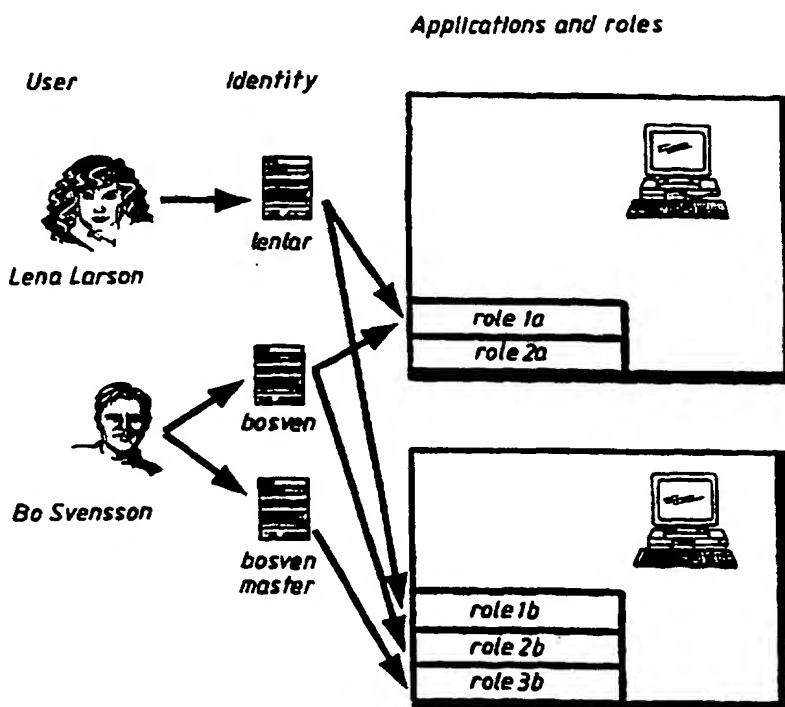 Applications and roles
User
Identity
lentar
Lena Larson
role 1a
role 2a
bosven
Bo Svensson
bosven
master
role 1b
role 2b
role 3b